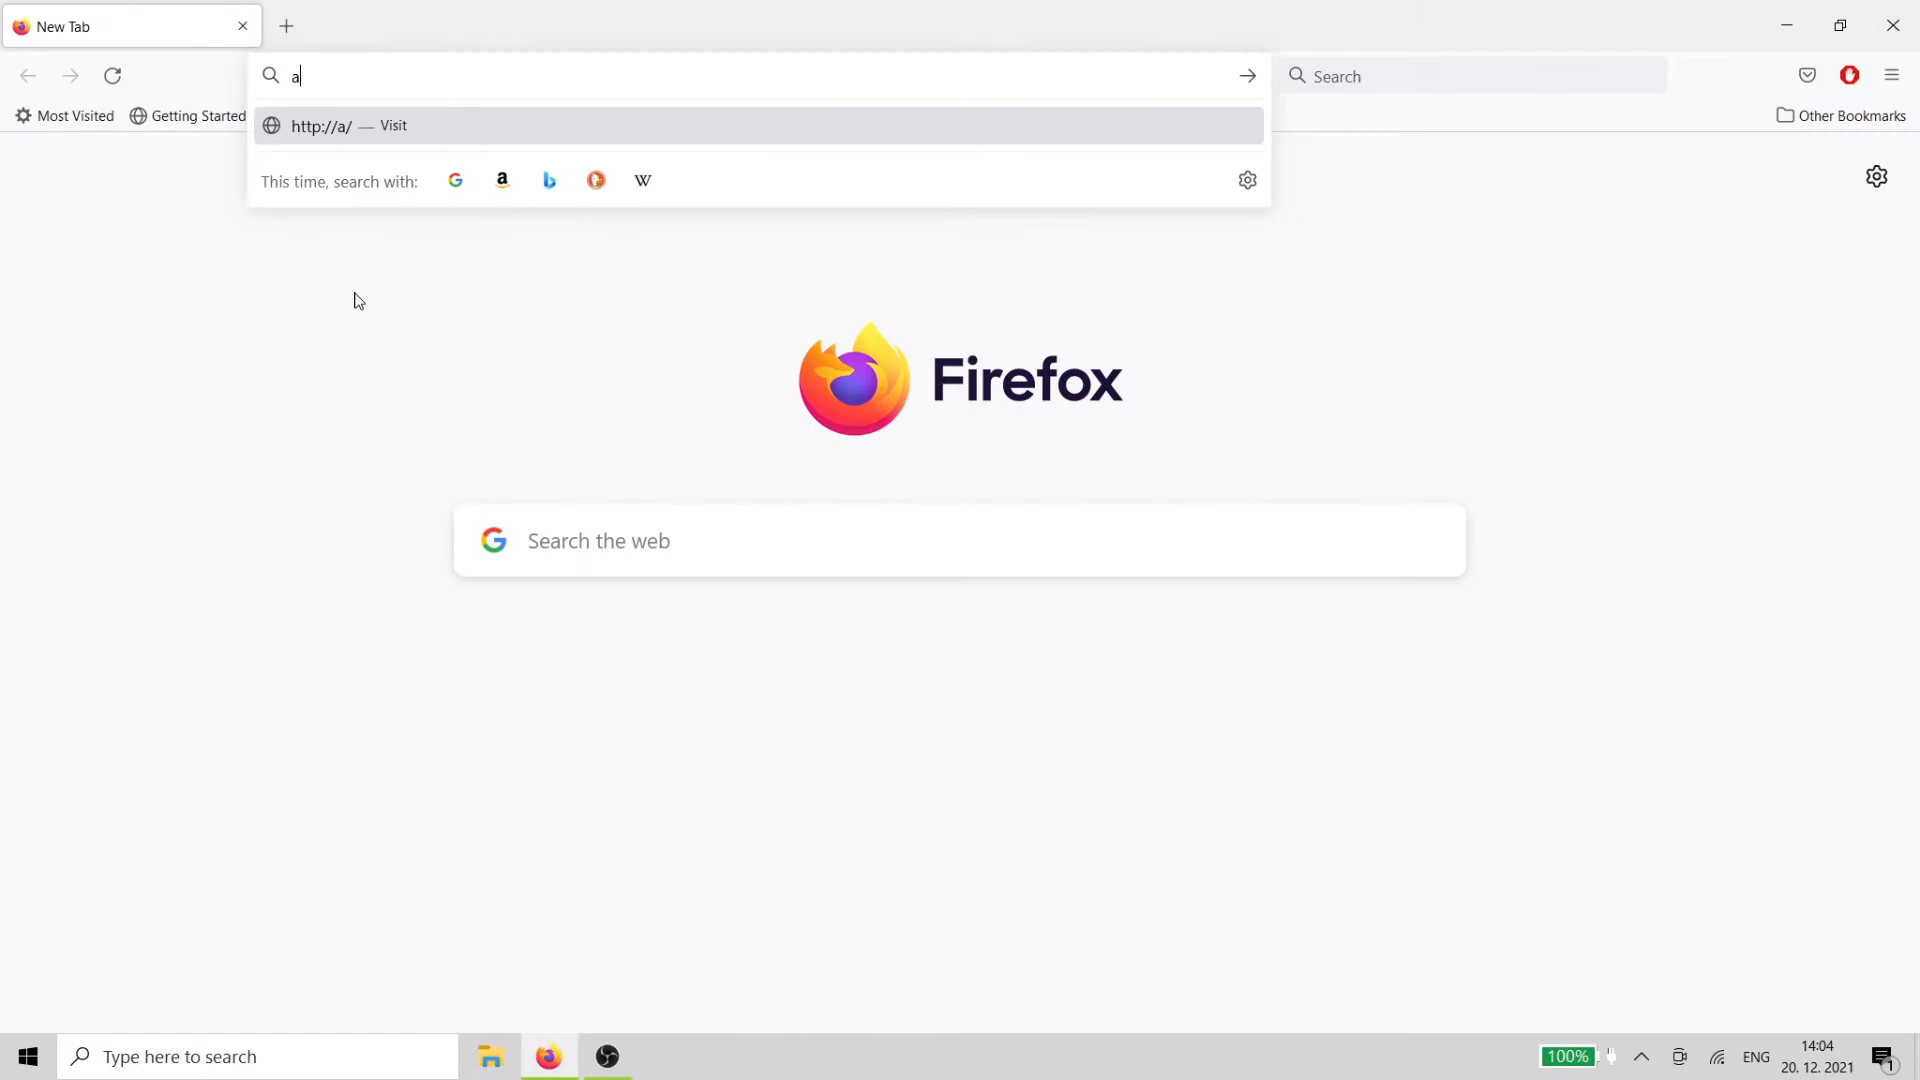 New Tab
a
Search
Most Visited
Getting Started
http://a/ — Visit
Other Bookmarks
This time, search with:
Firefox
Search the web
Type here to search
100%
ENG
14:04
20. 12. 2021
1